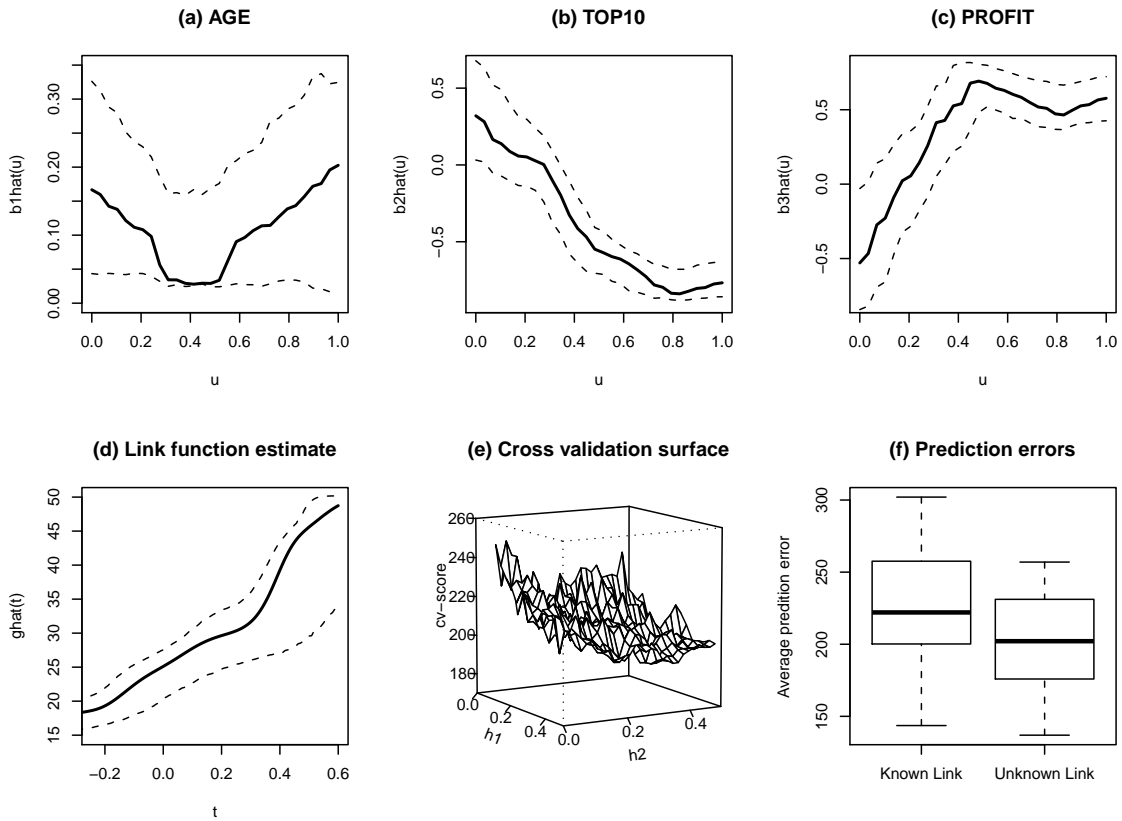 (a) AGE
b1hat(u)
0.00 0.10 0.20 0.30
0.0 0.2 0.4 0.6 0.8 1.0
u
(b) TOP10
b2hat(u)
−0.5 0.0 0.5
0.0 0.2 0.4 0.6 0.8 1.0
u
(c) PROFIT
b3hat(u)
−0.5 0.0 0.5
0.0 0.2 0.4 0.6 0.8 1.0
u
(d) Link function estimate
ghat(t)
15 20 25 30 35 40 45 50
−0.2 0.0 0.2 0.4 0.6
t
(e) Cross validation surface
cv−score
180 200 220 240 260
0.0 0.2 0.4
h1
0.0 0.2 0.4
h2
(f) Prediction errors
Average predition error
150 200 250 300
Known Link Unknown Link